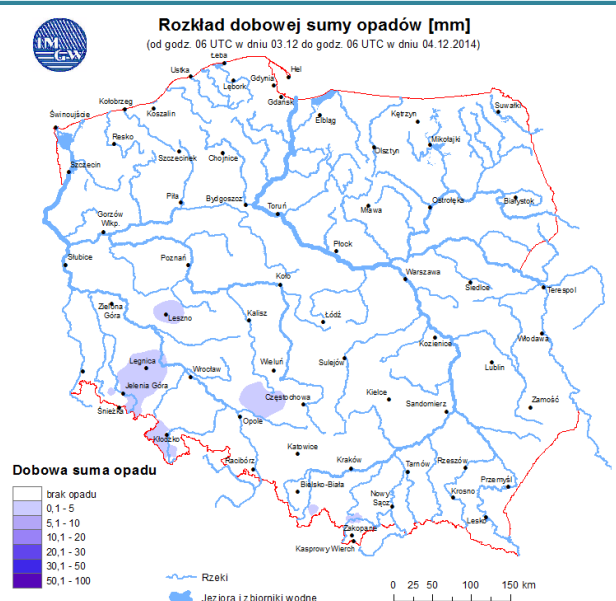 Rozkład dobowej sumy opadów [mm]
(od godz. 06 UTC w dniu 03.12 do godz. 06 UTC w dniu 04.12.2014)
IM
GW
Łeba
Ustka
Hel
Lębork
Gdynia
Gdańsk
Kołobrzeg
Koszalin
Świnoujście
Elbląg
Kętrzyn
Suwałki
Resko
Szczecinek
Chojnice
Olsztyn
Mikołajki
Szczecin
Piła
Bydgoszcz
Toruń
Mława
Ostrołęka
Białystok
Gorzów
Wlkp.
Płock
Słubice
Poznań
Koło
Warszawa
Siedlce
Terespol
Zielona
Góra
Leszno
Kalisz
Łódź
Kozienice
Włodawa
Legnica
Wrocław
Wieluń
Sulejów
Lublin
Jelenia Góra
Śnieżka
Częstochowa
Kielce
Sandomierz
Zamość
Opole
Kłodzko
Racibórz
Katowice
Kraków
Tarnów
Rzeszów
Przemyśl
Bielsko-Biała
Nowy
Sącz
Krosno
Lesko
Zakopane
Kasprowy Wierch
Dobowa suma opadu
brak opadu
0,1 - 5
5,1 - 10
10,1 - 20
20,1 - 30
30,1 - 50
50,1 - 100
Rzeki
Jeziora i zbiorniki wodne
0 25 50 100 150 km